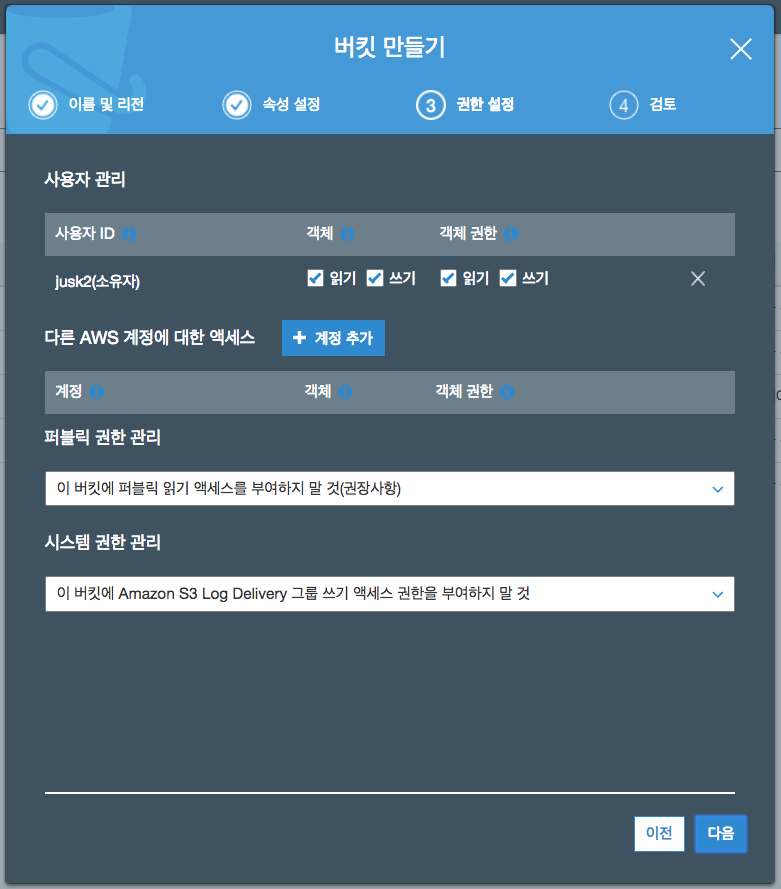 버킷 만들기
이름 및 리전 속성 설정 3 권한 설정 4 검토
사용자 관리
사용자 ID 객체 객체 권한
jusk2(소유자) 읽기 쓰기 읽기 쓰기
다른 AWS 계정에 대한 액세스 + 계정 추가
계정 객체 객체 권한
퍼블릭 권한 관리
이 버킷에 퍼블릭 읽기 액세스를 부여하지 말 것(권장사항)
시스템 권한 관리
이 버킷에 Amazon S3 Log Delivery 그룹 쓰기 액세스 권한을 부여하지 말 것
이전 다음